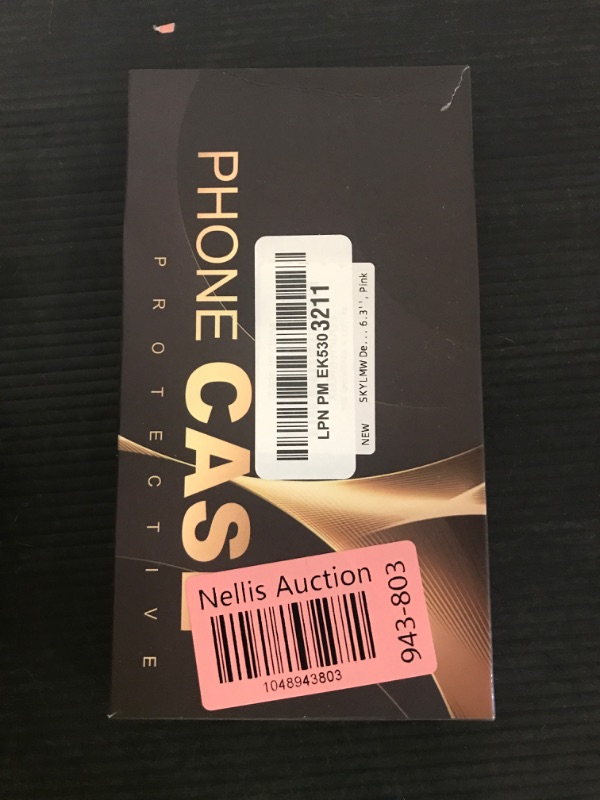 PHONE CAS
PROTECTIVE
LPN PM EK5303211
NEW SKYLMW De... 6.3'', Pink
Nellis Auction
1048943803
943-803